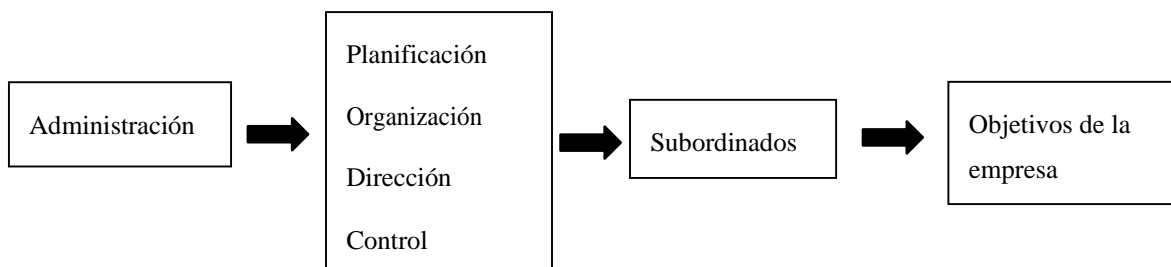 Administración
Planificación
Organización
Dirección
Control
Subordinados
Objetivos de la
empresa